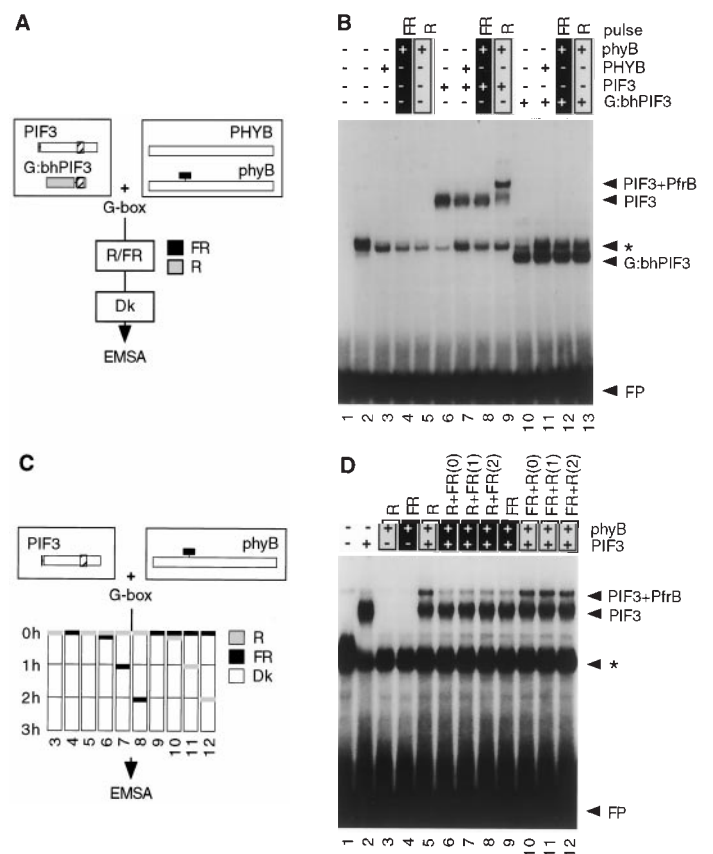 A
PIF3
G:bhPIF3
PHYB
phyB
+
G-box
R/FR
FR
R
Dk
EMSA
B
FR R FR R FR R pulse
- - - + + - - + + - - + + phyB
- - + - - - + - - - + - - PHYB
- - - - - + + + + - - - - PIF3
- - - - - - - - - + + + + G:bhPIF3
PIF3+PfrB
PIF3
*
G:bhPIF3
FP
1 2 3 4 5 6 7 8 9 10 11 12 13
C
PIF3
phyB
+
G-box
0h
1h
2h
3h
R
FR
Dk
3 4 5 6 7 8 9 10 11 12
EMSA
D
R FR R R+FR(0) R+FR(1) R+FR(2) FR FR+R(0) FR+R(1) FR+R(2)
- - + + + + + + + + + + phyB
- + - - + + + + + + + + PIF3
PIF3+PfrB
PIF3
*
FP
1 2 3 4 5 6 7 8 9 10 11 12